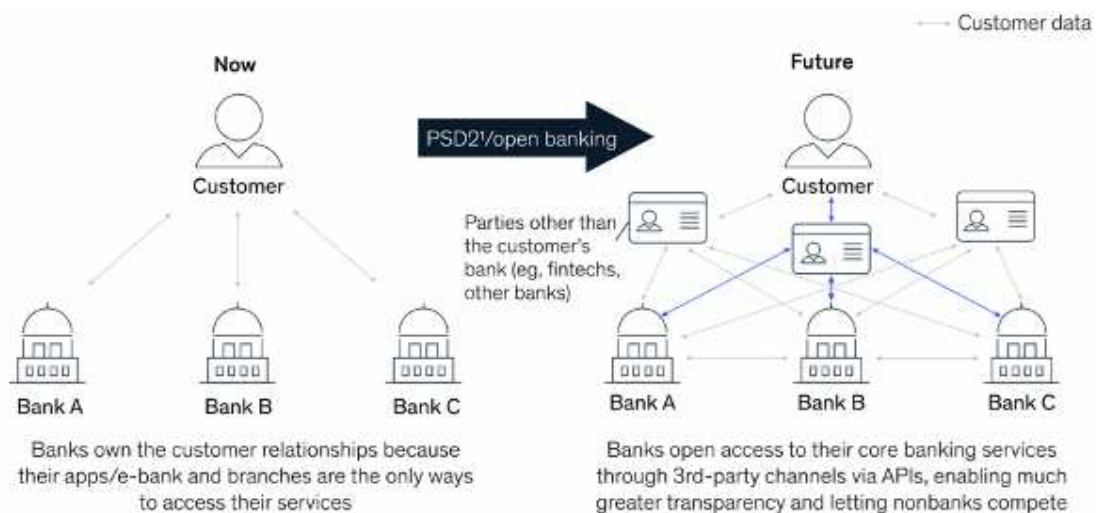 Customer data
Now
Future
PSD2¹/open banking
Customer
Customer
Parties other than
the customer's
bank (eg, fintechs,
other banks)
Bank A
Bank B
Bank C
Bank A
Bank B
Bank C
Banks own the customer relationships because
their apps/e-bank and branches are the only ways
to access their services
Banks open access to their core banking services
through 3rd-party channels via APIs, enabling much
greater transparency and letting nonbanks compete